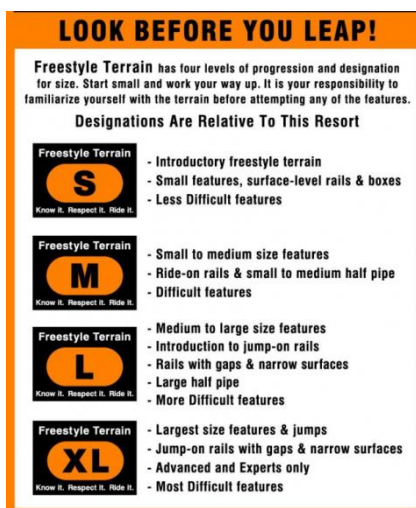 LOOK BEFORE YOU LEAP!
Freestyle Terrain has four levels of progression and designation
for size. Start small and work your way up. It is your responsibility to
familiarize yourself with the terrain before attempting any of the features.
Designations Are Relative To This Resort
Freestyle Terrain
S
Know it. Respect it. Ride it.
- Introductory freestyle terrain
- Small features, surface-level rails & boxes
- Less Difficult features
Freestyle Terrain
M
Know it. Respect it. Ride it.
- Small to medium size features
- Ride-on rails & small to medium half pipe
- Difficult features
Freestyle Terrain
L
Know it. Respect it. Ride it.
- Medium to large size features
- Introduction to jump-on rails
- Rails with gaps & narrow surfaces
- Large half pipe
- More Difficult features
Freestyle Terrain
XL
Know it. Respect it. Ride it.
- Largest size features & jumps
- Jump-on rails with gaps & narrow surfaces
- Advanced and Experts only
- Most Difficult features